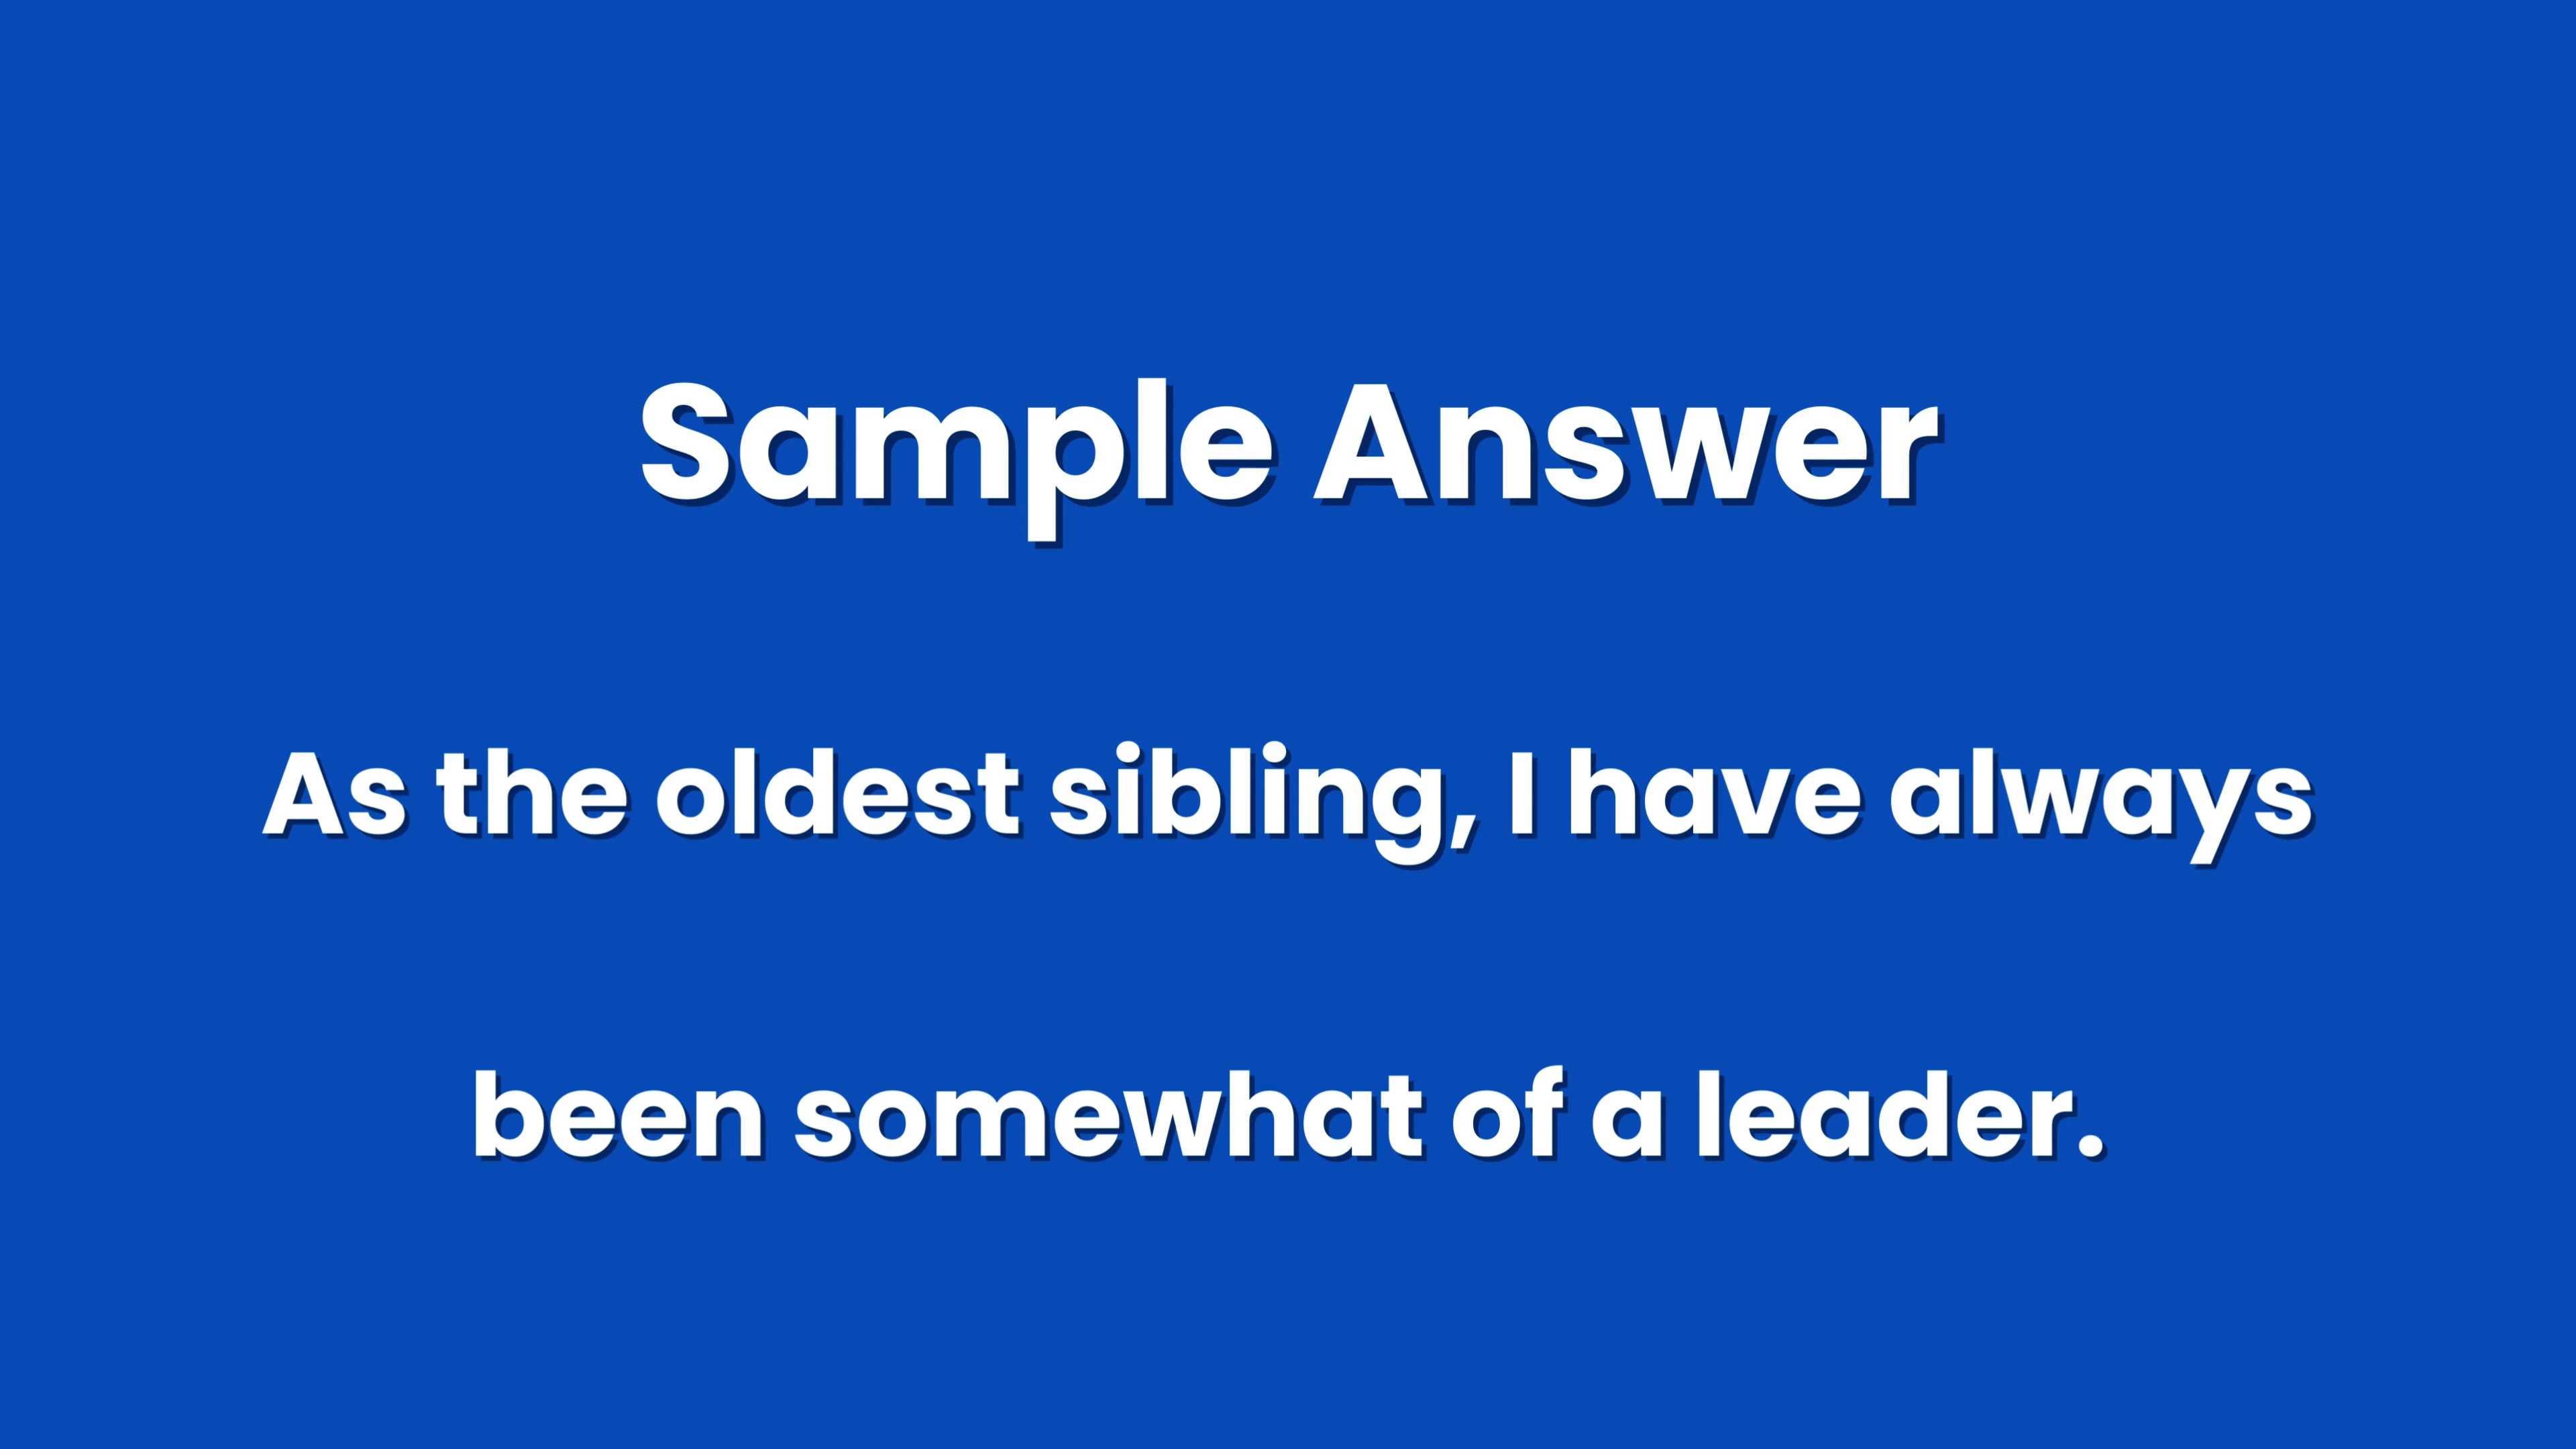 Sample Answer
As the oldest sibling, I have always
been somewhat of a leader.